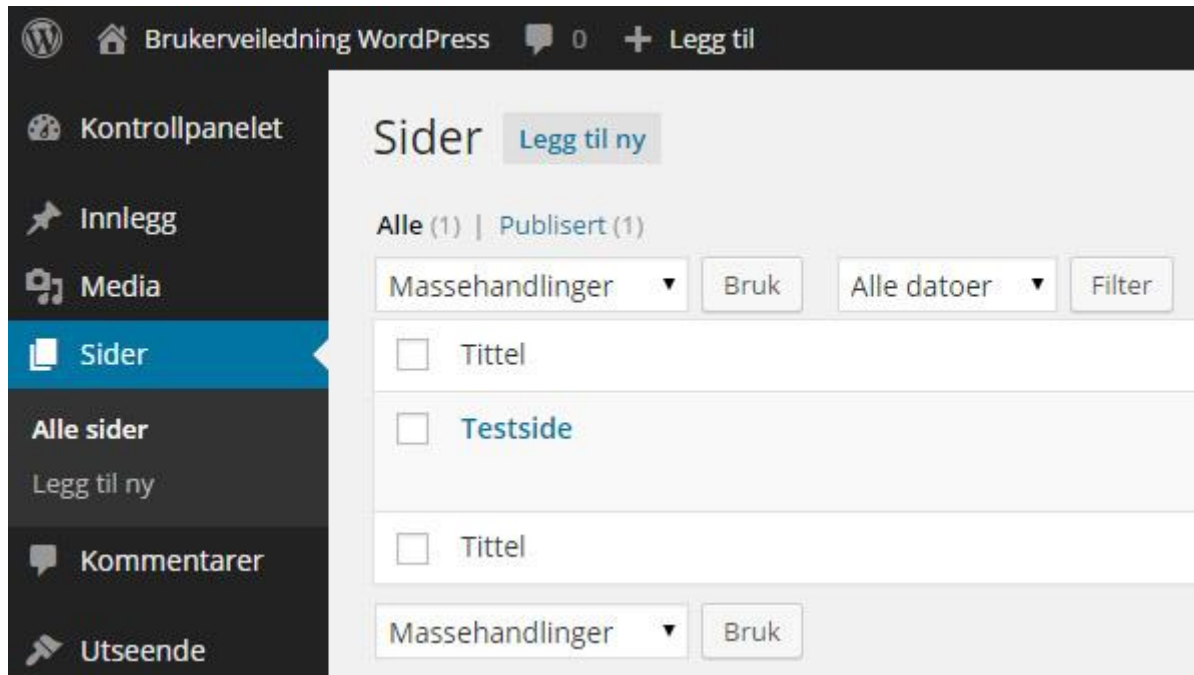 Brukerveiledning WordPress 0 + Legg til
Kontrollpanelet
Innlegg
Media
Sider
Alle sider
Legg til ny
Kommentarer
Utseende
Sider Legg til ny
Alle (1) | Publisert (1)
Massehandlinger Bruk Alle datoer Filter
Tittel
Testside
Tittel
Massehandlinger Bruk